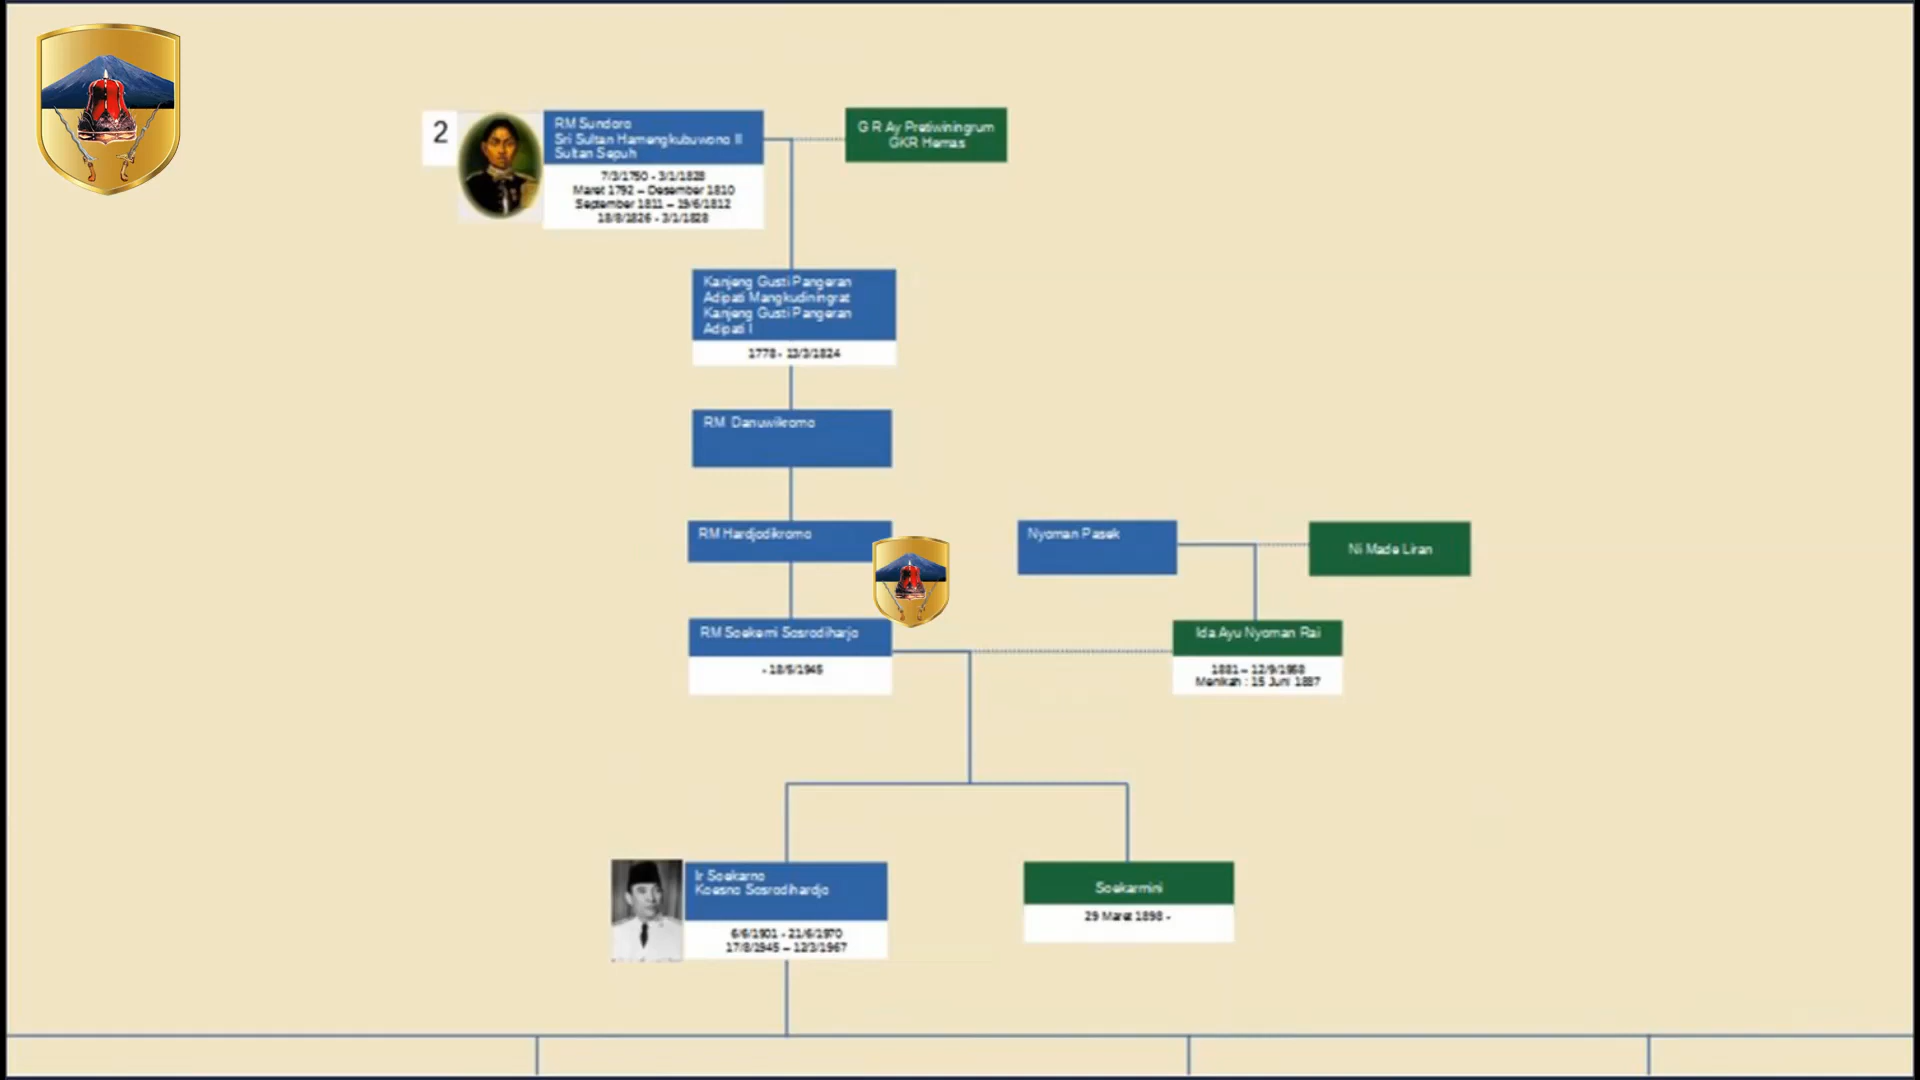 2
RM Sundoro
Sri Sultan Hamengkubuwono II
Sultan Sepuh
7/3/1750 - 3/1/1828
Maret 1792 – Desember 1810
September 1811 – 19/6/1812
18/8/1826 - 3/1/1828
G R Ay Pretiwiningrum
GKR Hemas
Kanjeng Gusti Pangeran
Adipati Mangkudiningrat
Kanjeng Gusti Pangeran
Adipati I
1778 - 13/3/1824
RM Danuwikromo
RM Hardjodikromo
Nyoman Pasek
Ni Made Liran
RM Soekemi Sosrodiharjo
- 18/5/1945
Ida Ayu Nyoman Rai
1881 – 12/9/1958
Menikah : 15 Juni 1887
Ir Soekarno
Koesno Sosrodihardjo
6/6/1901 - 21/6/1970
17/8/1945 – 12/3/1967
Soekarmini
29 Maret 1898 -